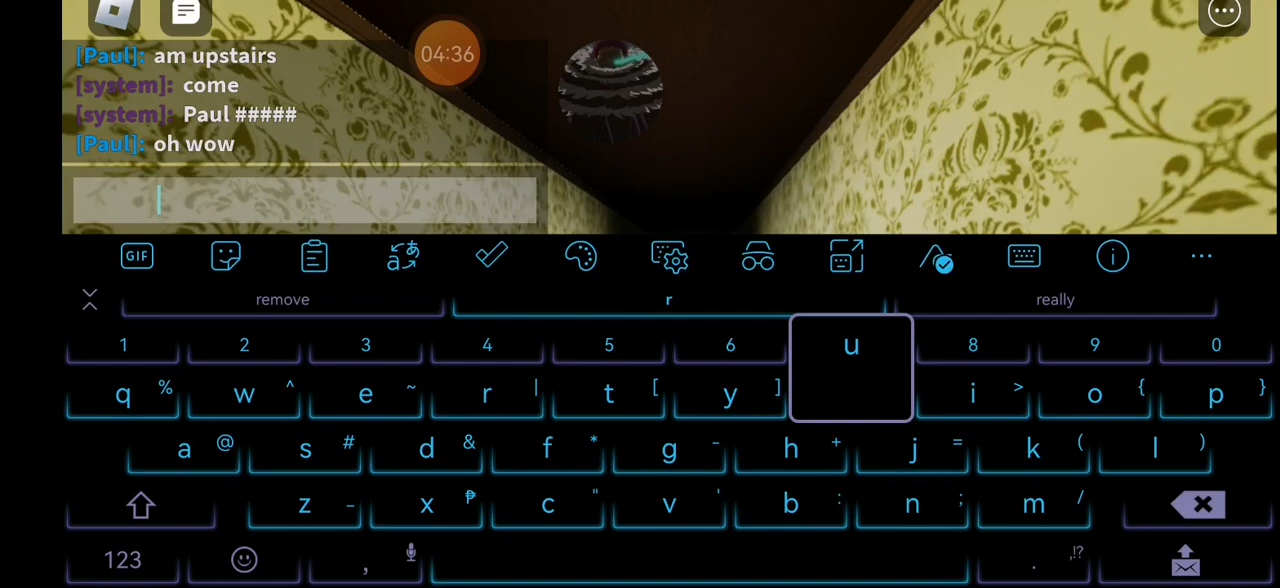 [Paul]: am upstairs
04:36
[system]: come
[system]: Paul #####
[Paul]: oh wow
GIF
remove r really
1 2 3 4 5 6 u 8 9 0
q % w ^ e ~ r | t [ y ] i > o { p }
a @ s # d & f * g - h + j = k ( l )
z _ x ₱ c " v ' b : n ; m /
123 , . ,!?